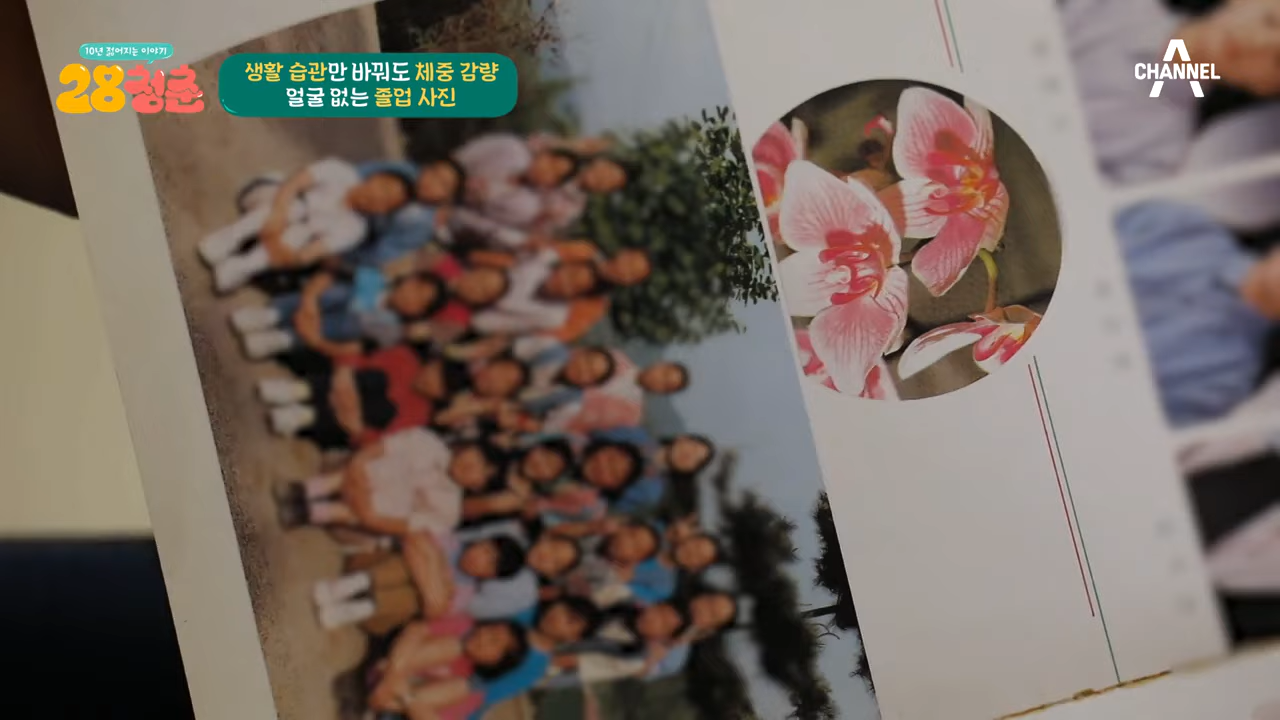 10년 젊어지는 이야기
28청춘
생활 습관만 바꿔도 체중 감량
얼굴 없는 졸업 사진
CHANNEL A